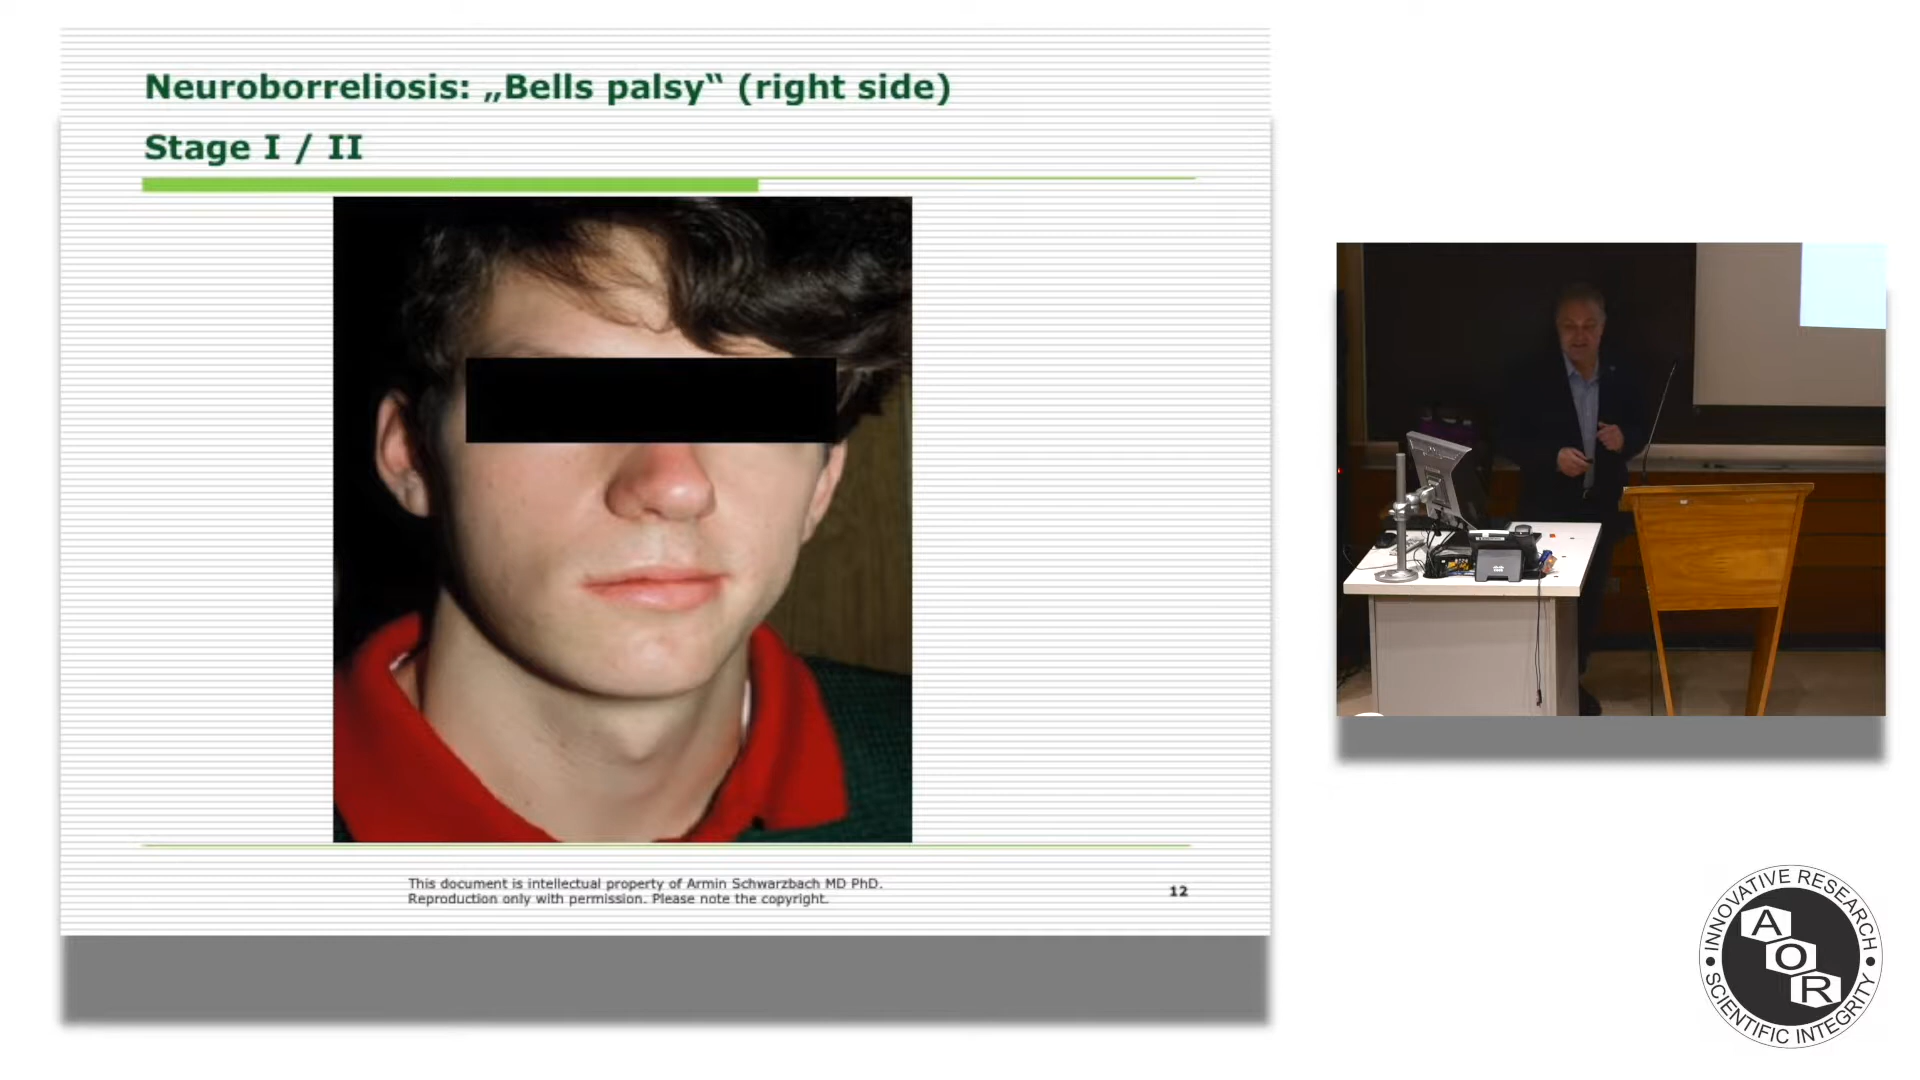 Neuroborreliosis: „Bells palsy“ (right side)
Stage I / II
This document is intellectual property of Armin Schwarzbach MD PhD.
Reproduction only with permission. Please note the copyright.
12
INNOVATIVE RESEARCH
AOR
SCIENTIFIC INTEGRITY